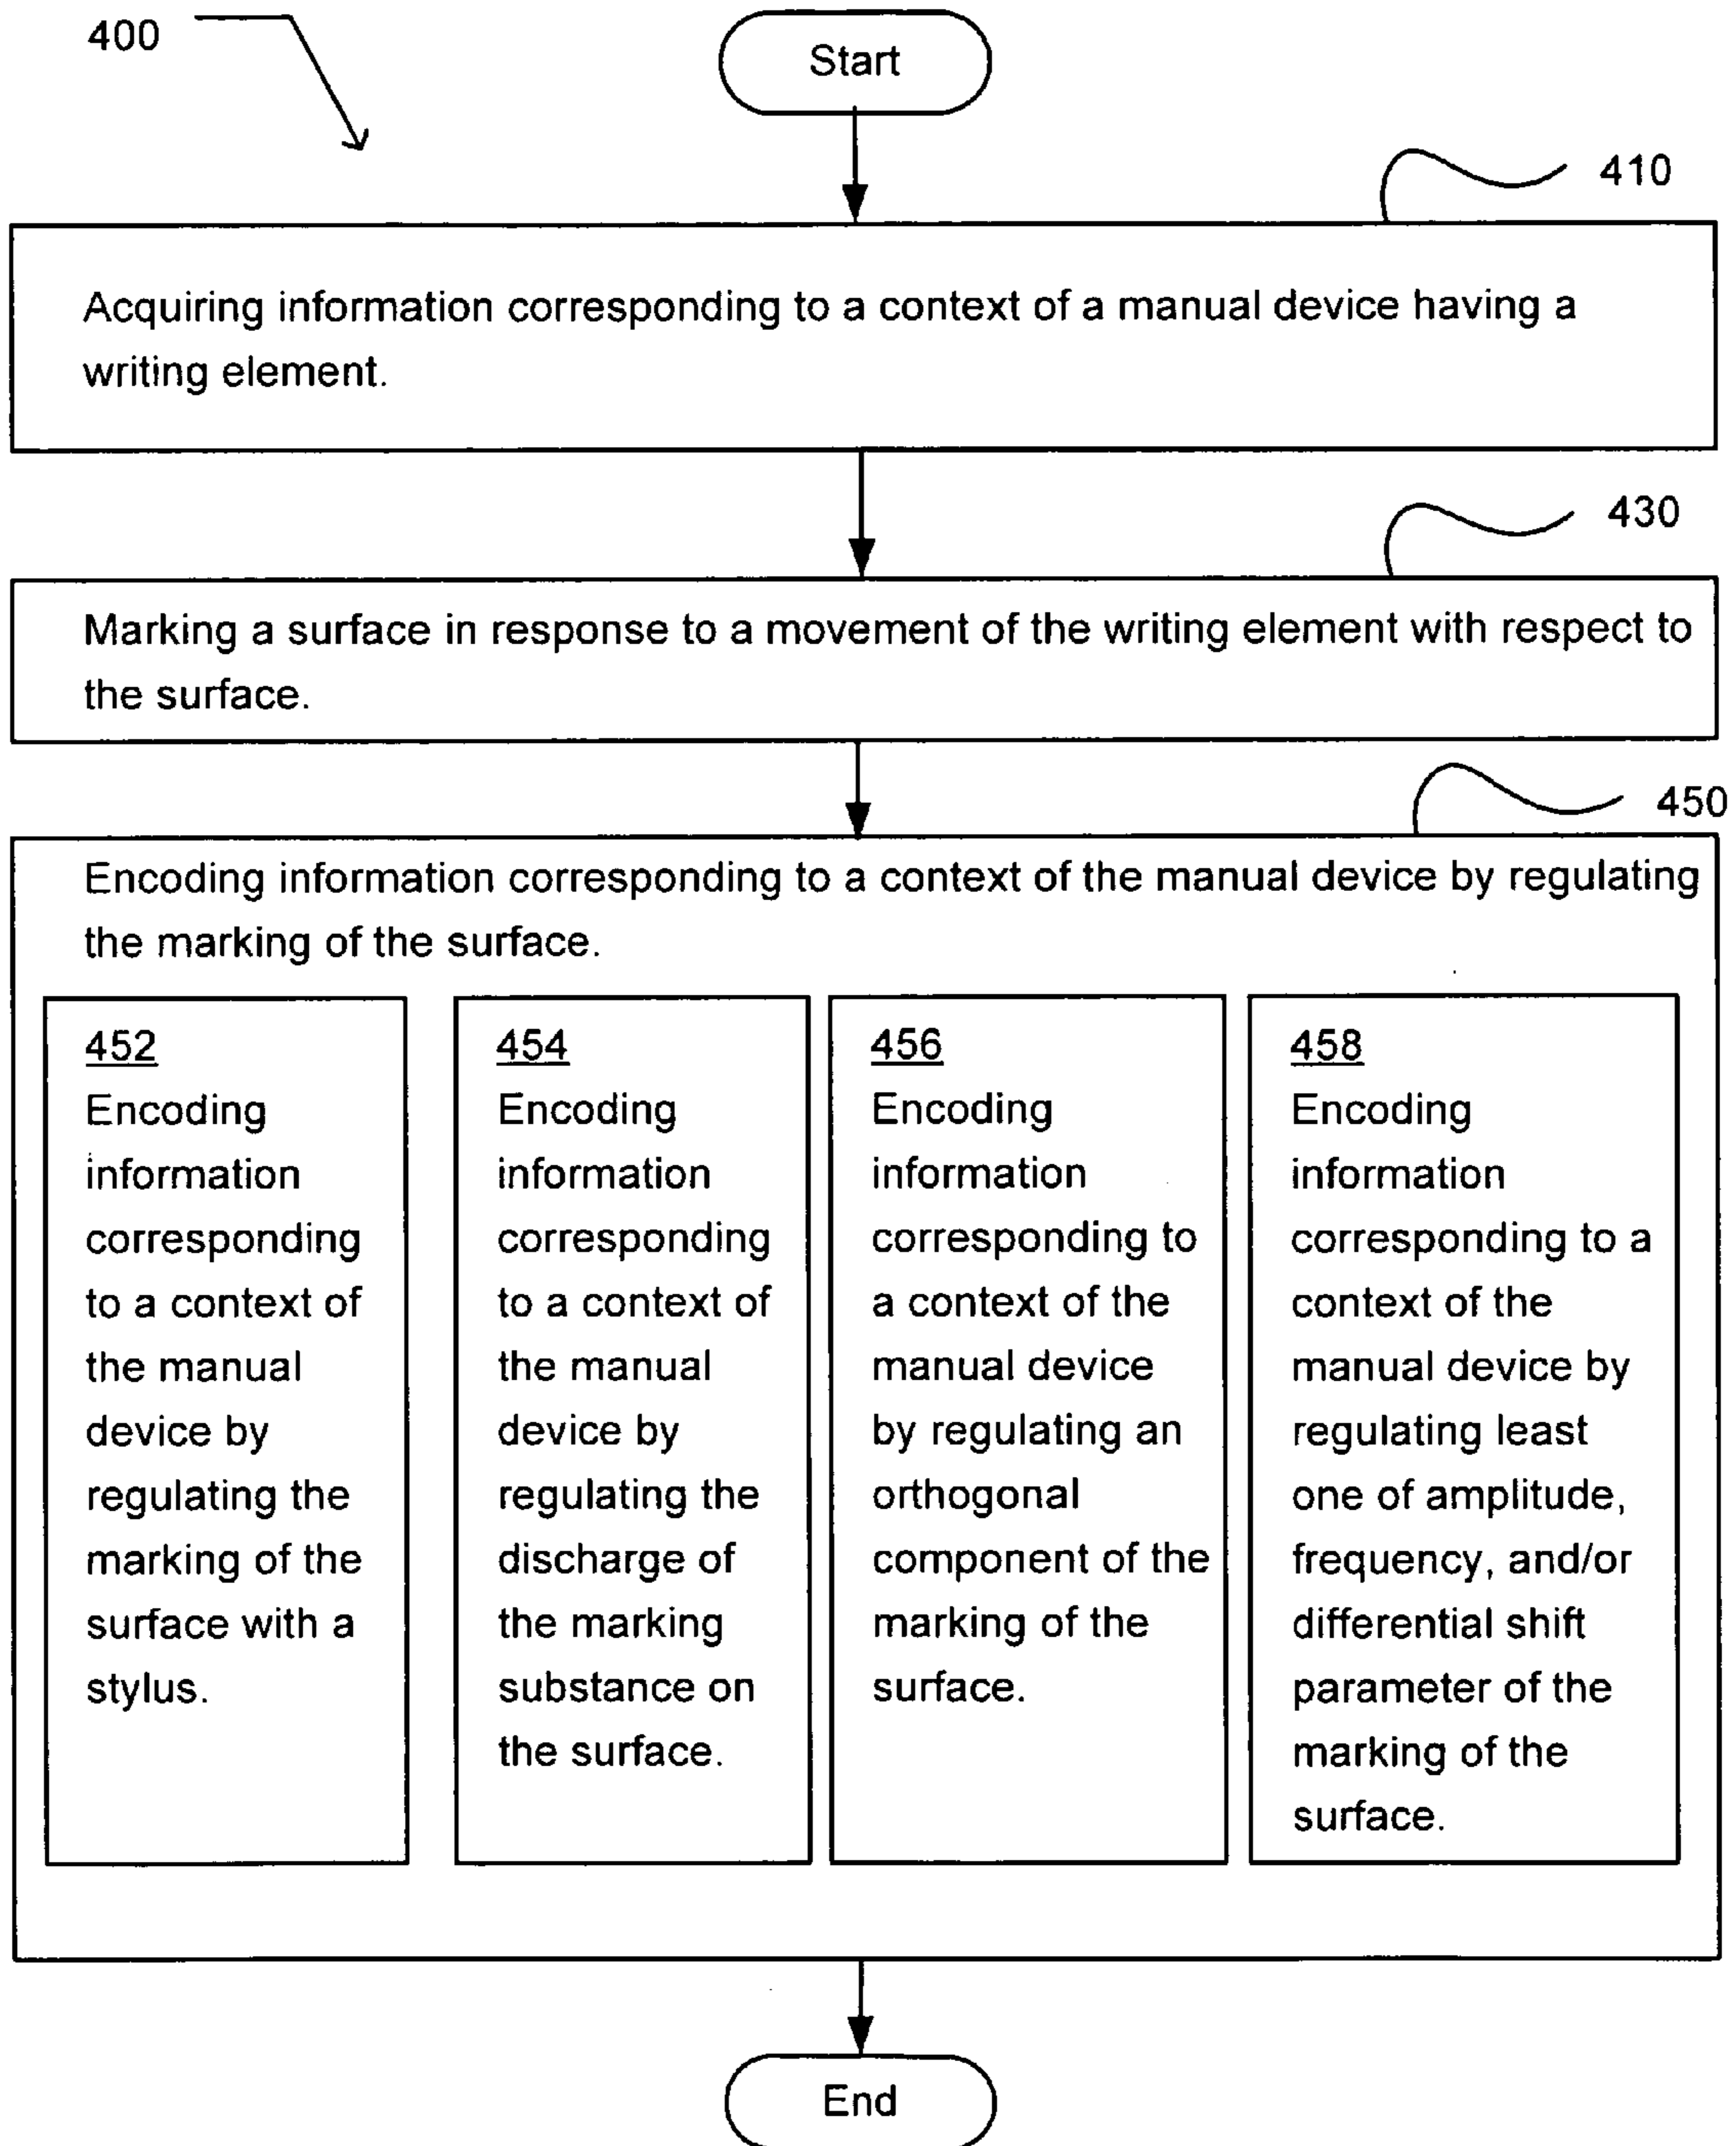 400
Start
410
Acquiring information corresponding to a context of a manual device having a
writing element.
430
Marking a surface in response to a movement of the writing element with respect to
the surface.
450
Encoding information corresponding to a context of the manual device by regulating
the marking of the surface.
452
Encoding
information
corresponding
to a context of
the manual
device by
regulating the
marking of the
surface with a
stylus.
454
Encoding
information
corresponding
to a context of
the manual
device by
regulating the
discharge of
the marking
substance on
the surface.
456
Encoding
information
corresponding to
a context of the
manual device
by regulating an
orthogonal
component of the
marking of the
surface.
458
Encoding
information
corresponding to a
context of the
manual device by
regulating least
one of amplitude,
frequency, and/or
differential shift
parameter of the
marking of the
surface.
End